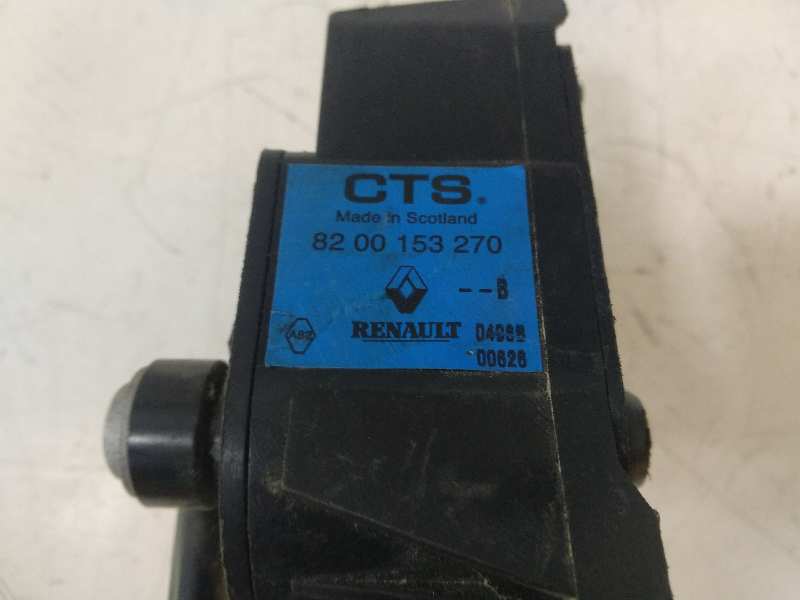 CTS.
Made in Scotland
82 00 153 270
--B
RENAULT
00626